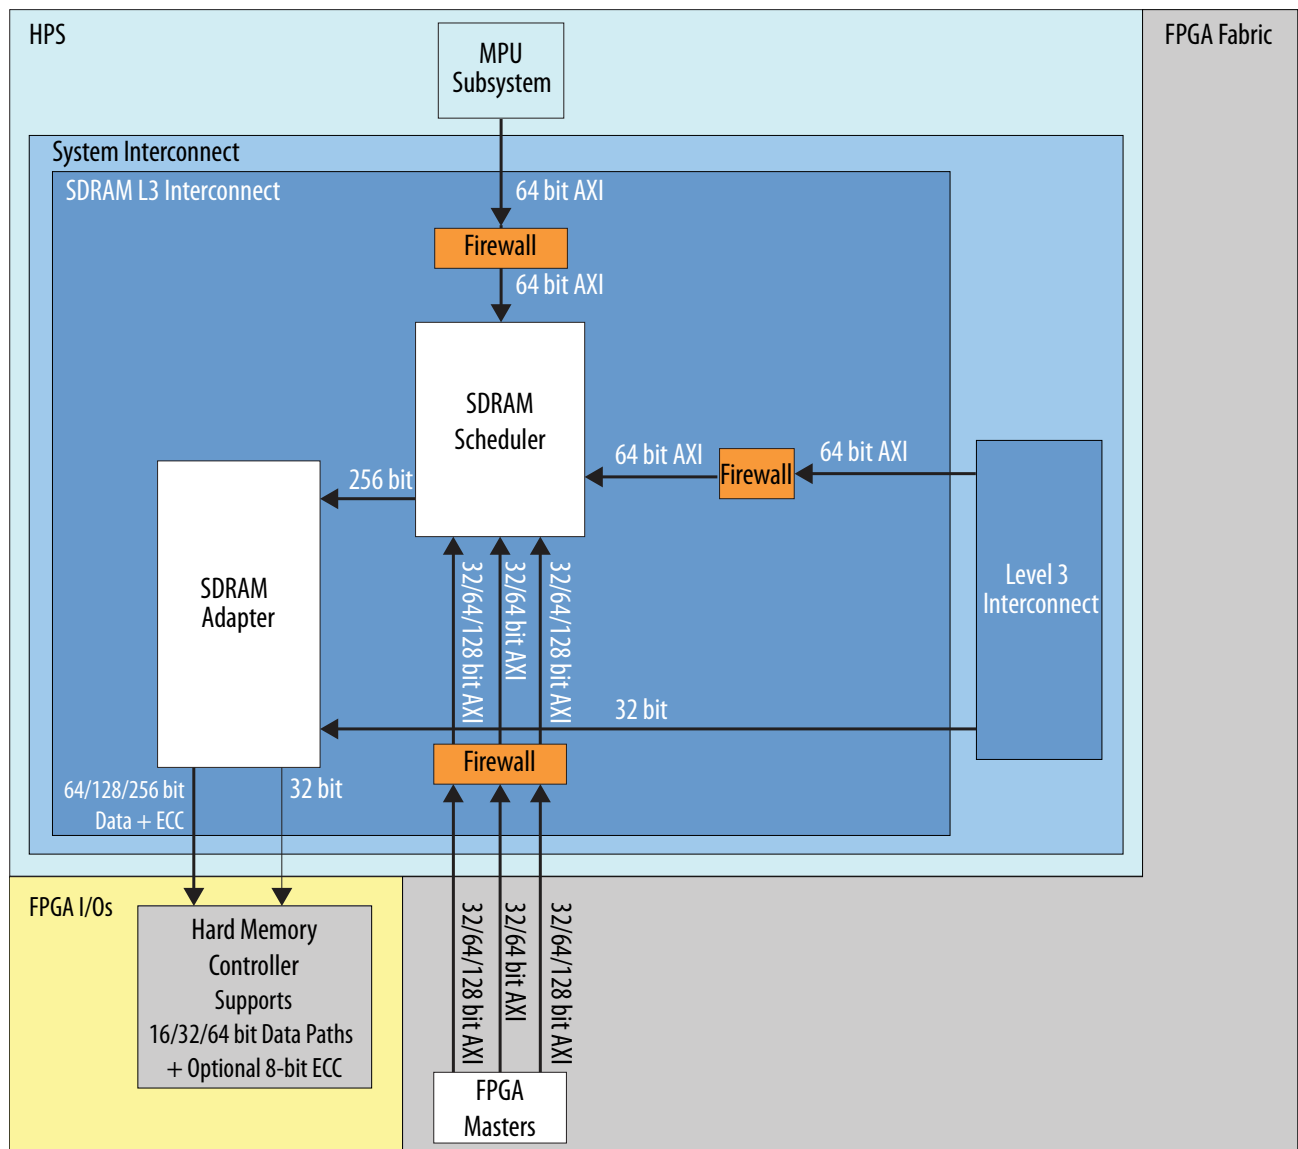 HPS
FPGA Fabric
MPU
Subsystem
System Interconnect
SDRAM L3 Interconnect
64 bit AXI
Firewall
64 bit AXI
SDRAM
Scheduler
64 bit AXI
Firewall
64 bit AXI
256 bit
SDRAM
Adapter
32/64/128 bit AXI
32/64 bit AXI
32/64/128 bit AXI
Level 3
Interconnect
32 bit
Firewall
64/128/256 bit
Data + ECC
32 bit
FPGA I/Os
Hard Memory
Controller
Supports
16/32/64 bit Data Paths
+ Optional 8-bit ECC
32/64/128 bit AXI
32/64 bit AXI
32/64/128 bit AXI
FPGA
Masters